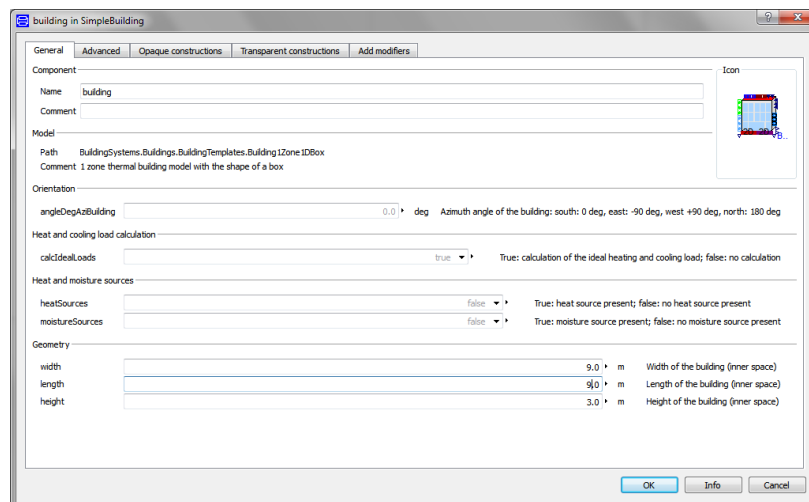 building in SimpleBuilding
General Advanced Opaque constructions Transparent constructions Add modifiers
Component Icon
Name building
Comment
Model
Path BuildingSystems.Buildings.BuildingTemplates.Building1Zone1DBox
Comment 1 zone thermal building model with the shape of a box
Orientation
angleDegAziBuilding 0.0 deg Azimuth angle of the building: south: 0 deg, east: -90 deg, west +90 deg, north: 180 deg
Heat and cooling load calculation
calcIdealLoads true True: calculation of the ideal heating and cooling load; false: no calculation
Heat and moisture sources
heatSources false True: heat source present; false: no heat source present
moistureSources false True: moisture source present; false: no moisture source present
Geometry
width 9.0 m Width of the building (inner space)
length 9.0 m Length of the building (inner space)
height 3.0 m Height of the building (inner space)
OK Info Cancel